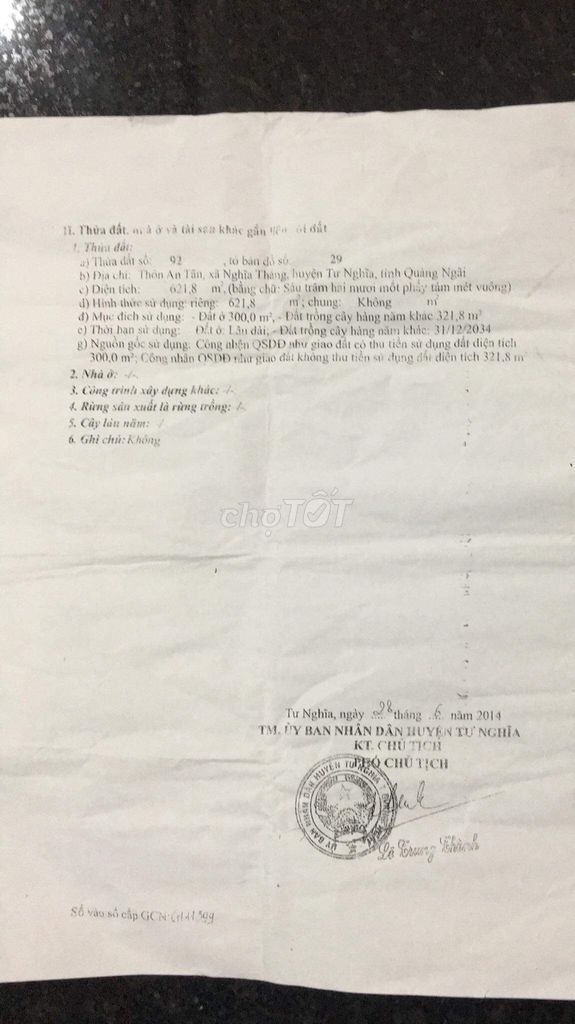 II. Thửa đất, nhà ở và tài sản khác gắn liền với đất
1. Thửa đất:
a) Thửa đất số: 92 , tờ bản đồ số: 29
b) Địa chỉ: Thôn An Tân, xã Nghĩa Thắng, huyện Tư Nghĩa, tỉnh Quảng Ngãi
c) Diện tích: 621,8 m², (bằng chữ: Sáu trăm hai mươi mốt phẩy tám mét vuông)
d) Hình thức sử dụng: riêng: 621,8 m²; chung: Không m²
đ) Mục đích sử dụng: - Đất ở 300,0 m², - Đất trồng cây hàng năm khác 321,8 m²
e) Thời hạn sử dụng: Đất ở: Lâu dài; - Đất trồng cây hàng năm khác: 31/12/2034
g) Nguồn gốc sử dụng: Công nhận QSDĐ như giao đất có thu tiền sử dụng đất diện tích
300,0 m²; Công nhận QSDĐ như giao đất không thu tiền sử dụng đất diện tích 321,8 m²
2. Nhà ở: -/-
3. Công trình xây dựng khác: -/-
4. Rừng sản xuất là rừng trồng: -/-
5. Cây lâu năm: -/
6. Ghi chú: Không
chợTỐT
Tư Nghĩa, ngày 28 tháng 6 năm 2014
TM. ỦY BAN NHÂN DÂN HUYỆN TƯ NGHĨA
KT. CHỦ TỊCH
PHÓ CHỦ TỊCH
ỦY BAN NHÂN DÂN HUYỆN TƯ NGHĨA
Lê Trung Thành
Số vào sổ cấp GCN: